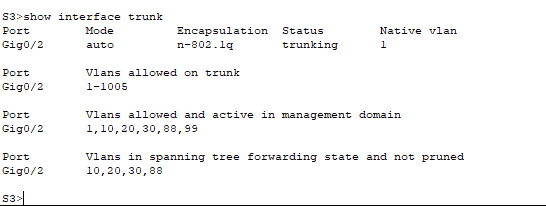 S3>show interface trunk
Port        Mode         Encapsulation  Status        Native vlan
Gig0/2      auto         n-802.1q       trunking      1
Port        Vlans allowed on trunk
Gig0/2      1-1005
Port        Vlans allowed and active in management domain
Gig0/2      1,10,20,30,88,99
Port        Vlans in spanning tree forwarding state and not pruned
Gig0/2      10,20,30,88
S3>